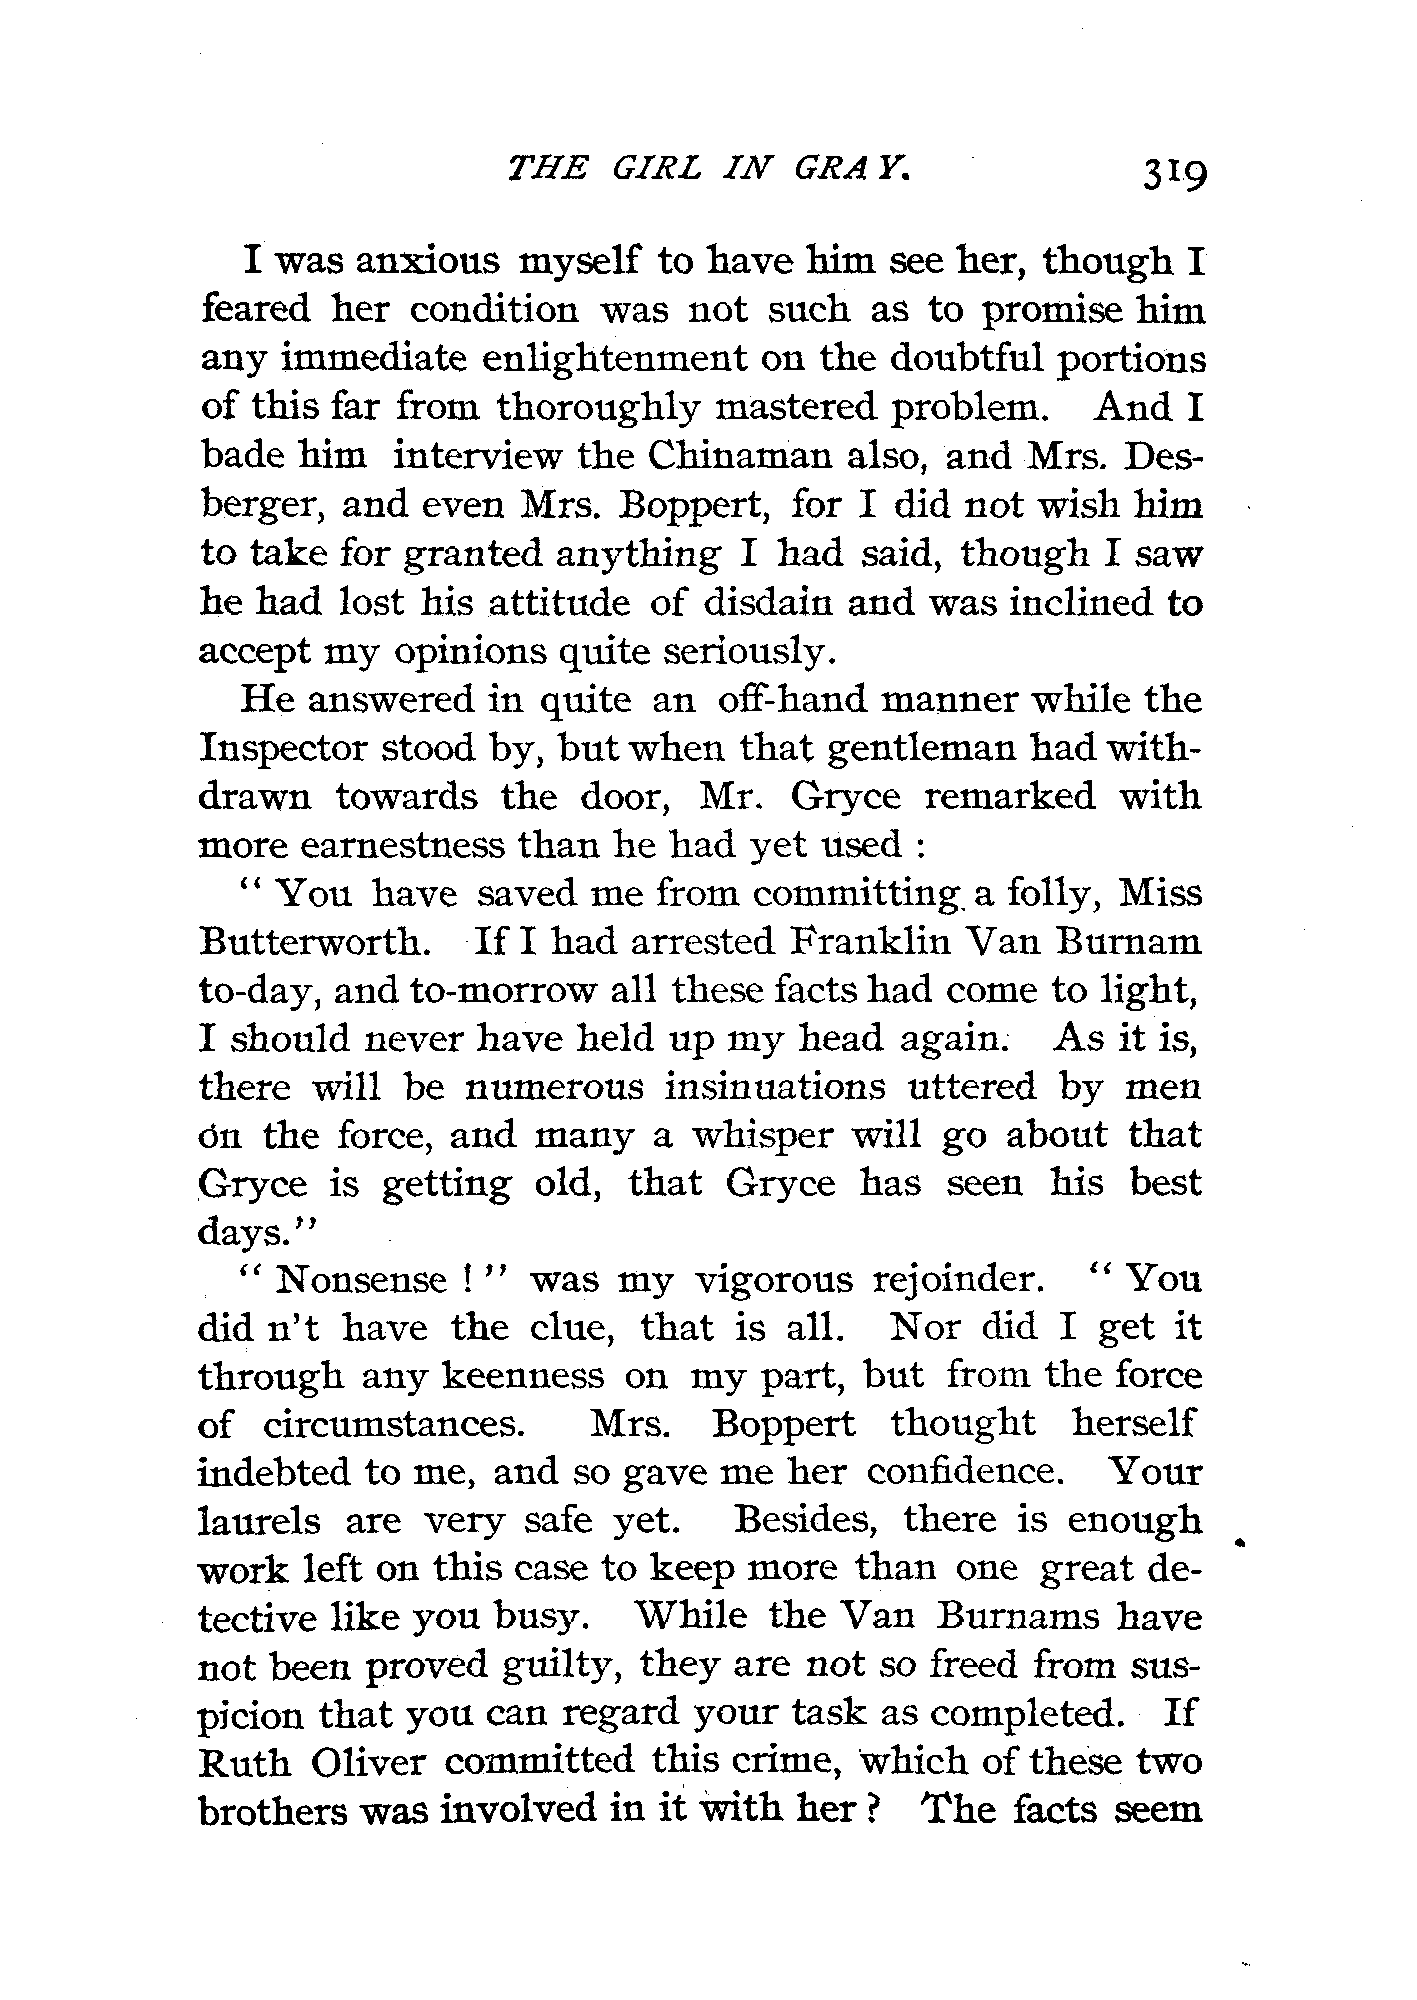 THE GIRL IN GRAY. 319
I was anxious myself to have him see her, though I
feared her condition was not such as to promise him
any immediate enlightenment on the doubtful portions
of this far from thoroughly mastered problem. And I
bade him interview the Chinaman also, and Mrs. Des-
berger, and even Mrs. Boppert, for I did not wish him
to take for granted anything I had said, though I saw
he had lost his attitude of disdain and was inclined to
accept my opinions quite seriously.
He answered in quite an off-hand manner while the
Inspector stood by, but when that gentleman had with-
drawn towards the door, Mr. Gryce remarked with
more earnestness than he had yet used :
“ You have saved me from committing a folly, Miss
Butterworth. If I had arrested Franklin Van Burnam
to-day, and to-morrow all these facts had come to light,
I should never have held up my head again. As it is,
there will be numerous insinuations uttered by men
on the force, and many a whisper will go about that
Gryce is getting old, that Gryce has seen his best
days.”
“ Nonsense ! ” was my vigorous rejoinder. “ You
did n’t have the clue, that is all. Nor did I get it
through any keenness on my part, but from the force
of circumstances. Mrs. Boppert thought herself
indebted to me, and so gave me her confidence. Your
laurels are very safe yet. Besides, there is enough
work left on this case to keep more than one great de-
tective like you busy. While the Van Burnams have
not been proved guilty, they are not so freed from sus-
picion that you can regard your task as completed. If
Ruth Oliver committed this crime, which of these two
brothers was involved in it with her ? The facts seem